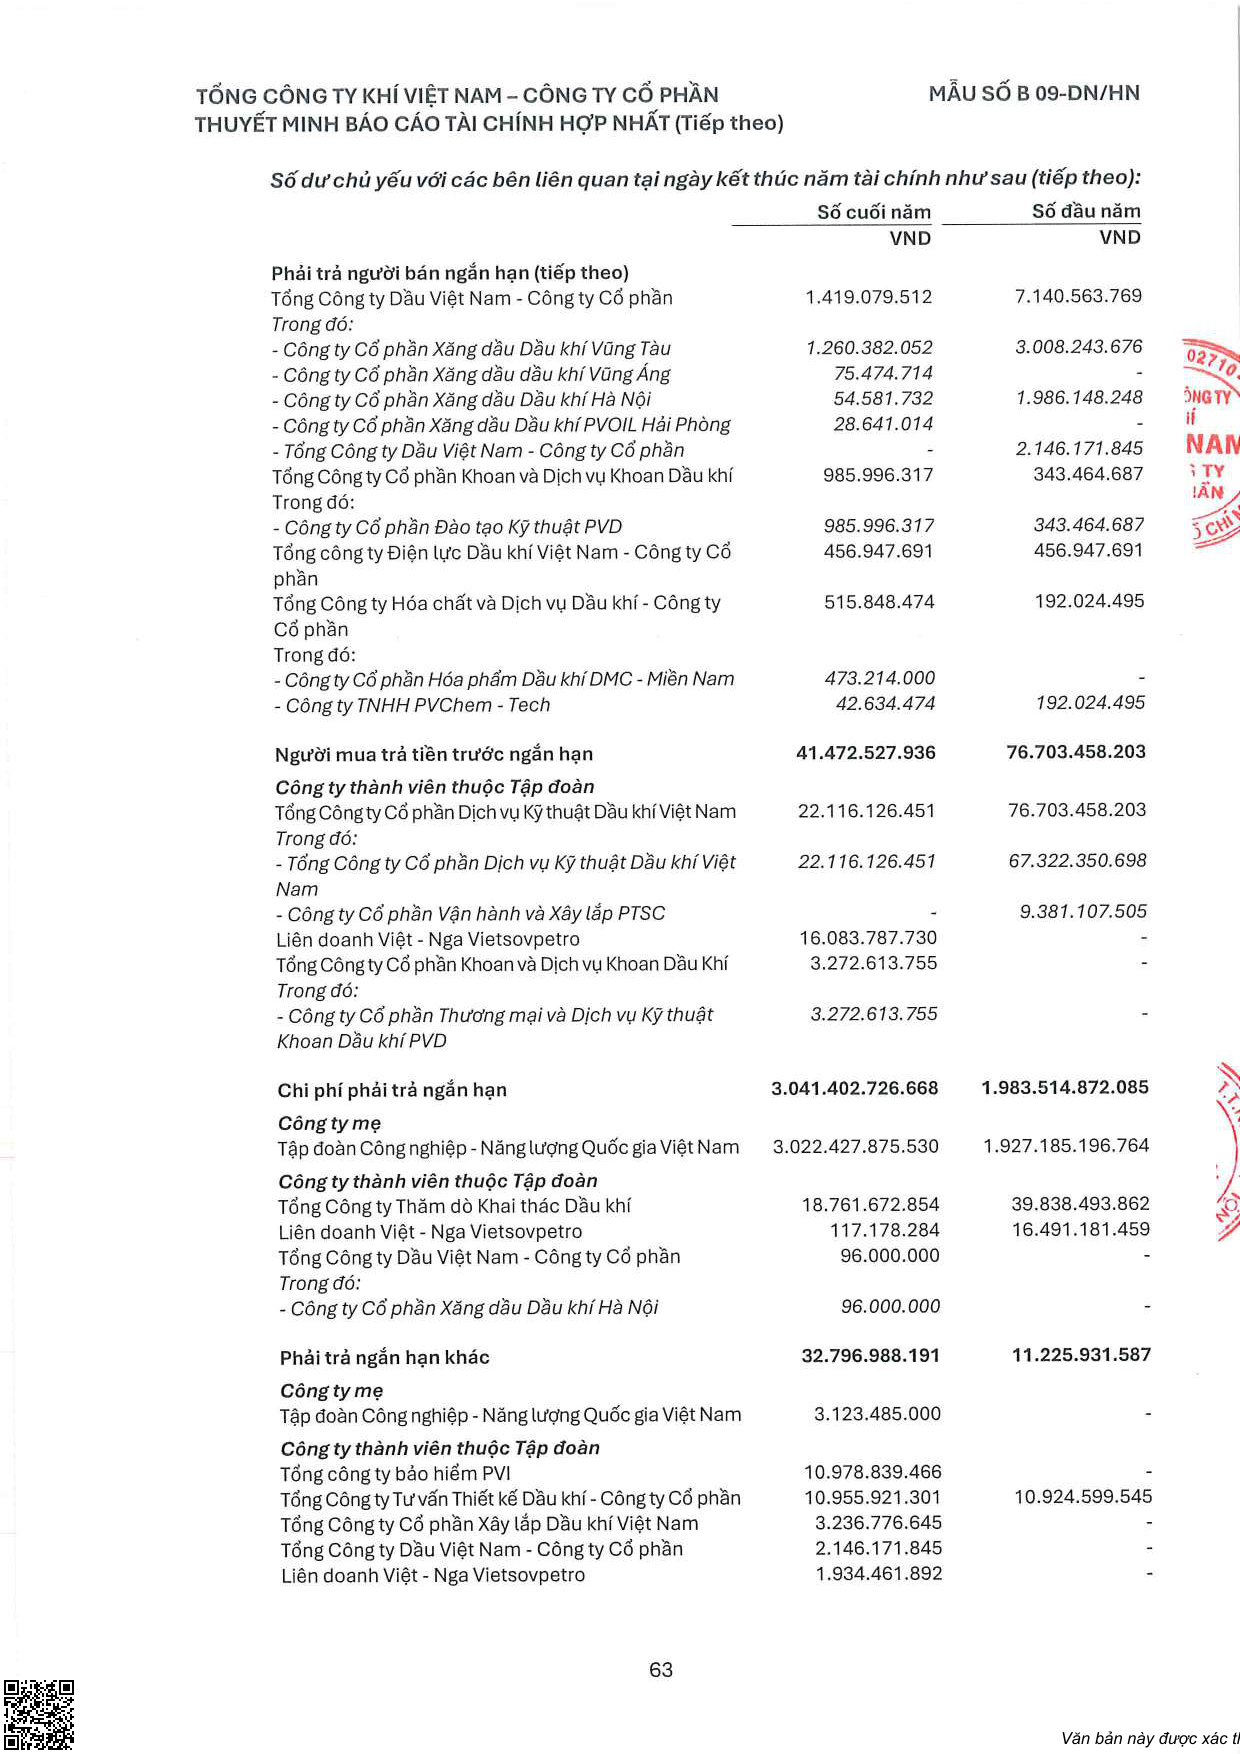 TỔNG CÔNG TY KHÍ VIỆT NAM – CÔNG TY CỔ PHẦN MẪU SỐ B 09-DN/HN
THUYẾT MINH BÁO CÁO TÀI CHÍNH HỢP NHẤT (Tiếp theo)
Số dư chủ yếu với các bên liên quan tại ngày kết thúc năm tài chính như sau (tiếp theo):
Số cuối năm Số đầu năm
VND VND
Phải trả người bán ngắn hạn (tiếp theo)
Tổng Công ty Dầu Việt Nam - Công ty Cổ phần 1.419.079.512 7.140.563.769
Trong đó:
- Công ty Cổ phần Xăng dầu Dầu khí Vũng Tàu 1.260.382.052 3.008.243.676
- Công ty Cổ phần Xăng dầu dầu khí Vũng Áng 75.474.714 -
- Công ty Cổ phần Xăng dầu Dầu khí Hà Nội 54.581.732 1.986.148.248
- Công ty Cổ phần Xăng dầu Dầu khí PVOIL Hải Phòng 28.641.014 -
- Tổng Công ty Dầu Việt Nam - Công ty Cổ phần - 2.146.171.845
Tổng Công ty Cổ phần Khoan và Dịch vụ Khoan Dầu khí 985.996.317 343.464.687
Trong đó:
- Công ty Cổ phần Đào tạo Kỹ thuật PVD 985.996.317 343.464.687
Tổng công ty Điện lực Dầu khí Việt Nam - Công ty Cổ 456.947.691 456.947.691
phần
Tổng Công ty Hóa chất và Dịch vụ Dầu khí - Công ty 515.848.474 192.024.495
Cổ phần
Trong đó:
- Công ty Cổ phần Hóa phẩm Dầu khí DMC - Miền Nam 473.214.000 -
- Công ty TNHH PVChem - Tech 42.634.474 192.024.495
Người mua trả tiền trước ngắn hạn 41.472.527.936 76.703.458.203
Công ty thành viên thuộc Tập đoàn
Tổng Công ty Cổ phần Dịch vụ Kỹ thuật Dầu khí Việt Nam 22.116.126.451 76.703.458.203
Trong đó:
- Tổng Công ty Cổ phần Dịch vụ Kỹ thuật Dầu khí Việt 22.116.126.451 67.322.350.698
Nam
- Công ty Cổ phần Vận hành và Xây lắp PTSC - 9.381.107.505
Liên doanh Việt - Nga Vietsovpetro 16.083.787.730 -
Tổng Công ty Cổ phần Khoan và Dịch vụ Khoan Dầu Khí 3.272.613.755 -
Trong đó:
- Công ty Cổ phần Thương mại và Dịch vụ Kỹ thuật 3.272.613.755 -
Khoan Dầu khí PVD
Chi phí phải trả ngắn hạn 3.041.402.726.668 1.983.514.872.085
Công ty mẹ
Tập đoàn Công nghiệp - Năng lượng Quốc gia Việt Nam 3.022.427.875.530 1.927.185.196.764
Công ty thành viên thuộc Tập đoàn
Tổng Công ty Thăm dò Khai thác Dầu khí 18.761.672.854 39.838.493.862
Liên doanh Việt - Nga Vietsovpetro 117.178.284 16.491.181.459
Tổng Công ty Dầu Việt Nam - Công ty Cổ phần 96.000.000 -
Trong đó:
- Công ty Cổ phần Xăng dầu Dầu khí Hà Nội 96.000.000 -
Phải trả ngắn hạn khác 32.796.988.191 11.225.931.587
Công ty mẹ
Tập đoàn Công nghiệp - Năng lượng Quốc gia Việt Nam 3.123.485.000 -
Công ty thành viên thuộc Tập đoàn
Tổng công ty bảo hiểm PVI 10.978.839.466 -
Tổng Công ty Tư vấn Thiết kế Dầu khí - Công ty Cổ phần 10.955.921.301 10.924.599.545
Tổng Công ty Cổ phần Xây lắp Dầu khí Việt Nam 3.236.776.645 -
Tổng Công ty Dầu Việt Nam - Công ty Cổ phần 2.146.171.845 -
Liên doanh Việt - Nga Vietsovpetro 1.934.461.892 -
63
Văn bản này được xác